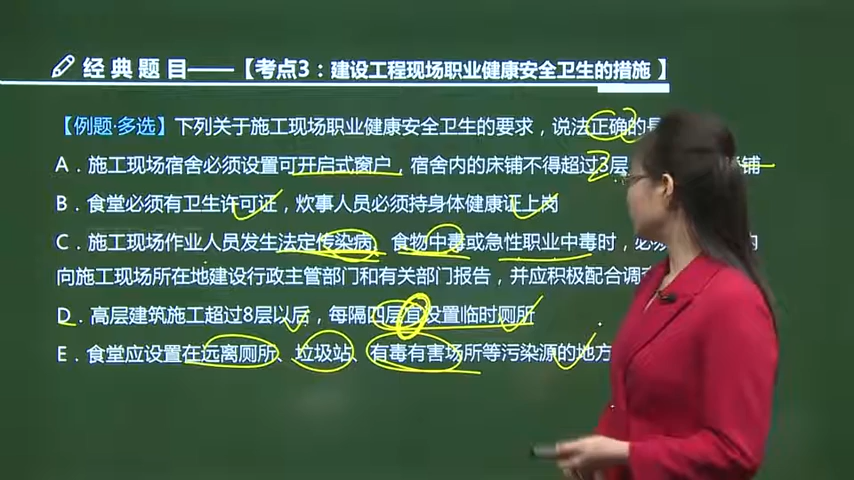 经典题目——【考点3：建设工程现场职业健康安全卫生的措施】
【例题·多选】下列关于施工现场职业健康安全卫生的要求，说法正确的是
A．施工现场宿舍必须设置可开启式窗户，宿舍内的床铺不得超过3层 铺
B．食堂必须有卫生许可证，炊事人员必须持身体健康证上岗
C．施工现场作业人员发生法定传染病、食物中毒或急性职业中毒时，必须 内
向施工现场所在地建设行政主管部门和有关部门报告，并应积极配合调
D．高层建筑施工超过8层以后，每隔四层宜设置临时厕所
E．食堂应设置在远离厕所、垃圾站、有毒有害场所等污染源的地方